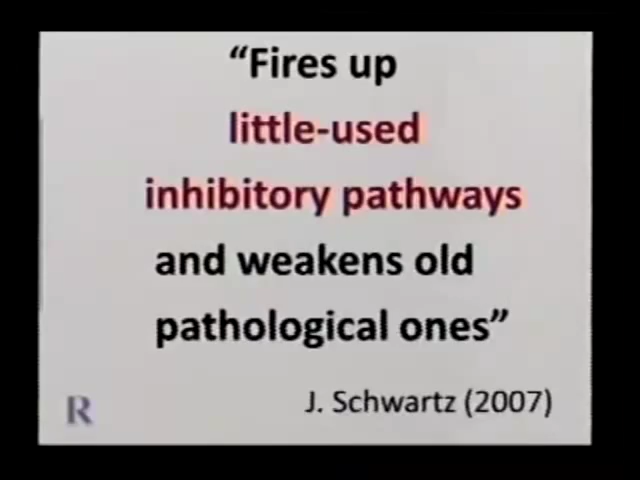 “Fires up
little-used
inhibitory pathways
and weakens old
pathological ones”
J. Schwartz (2007)
R